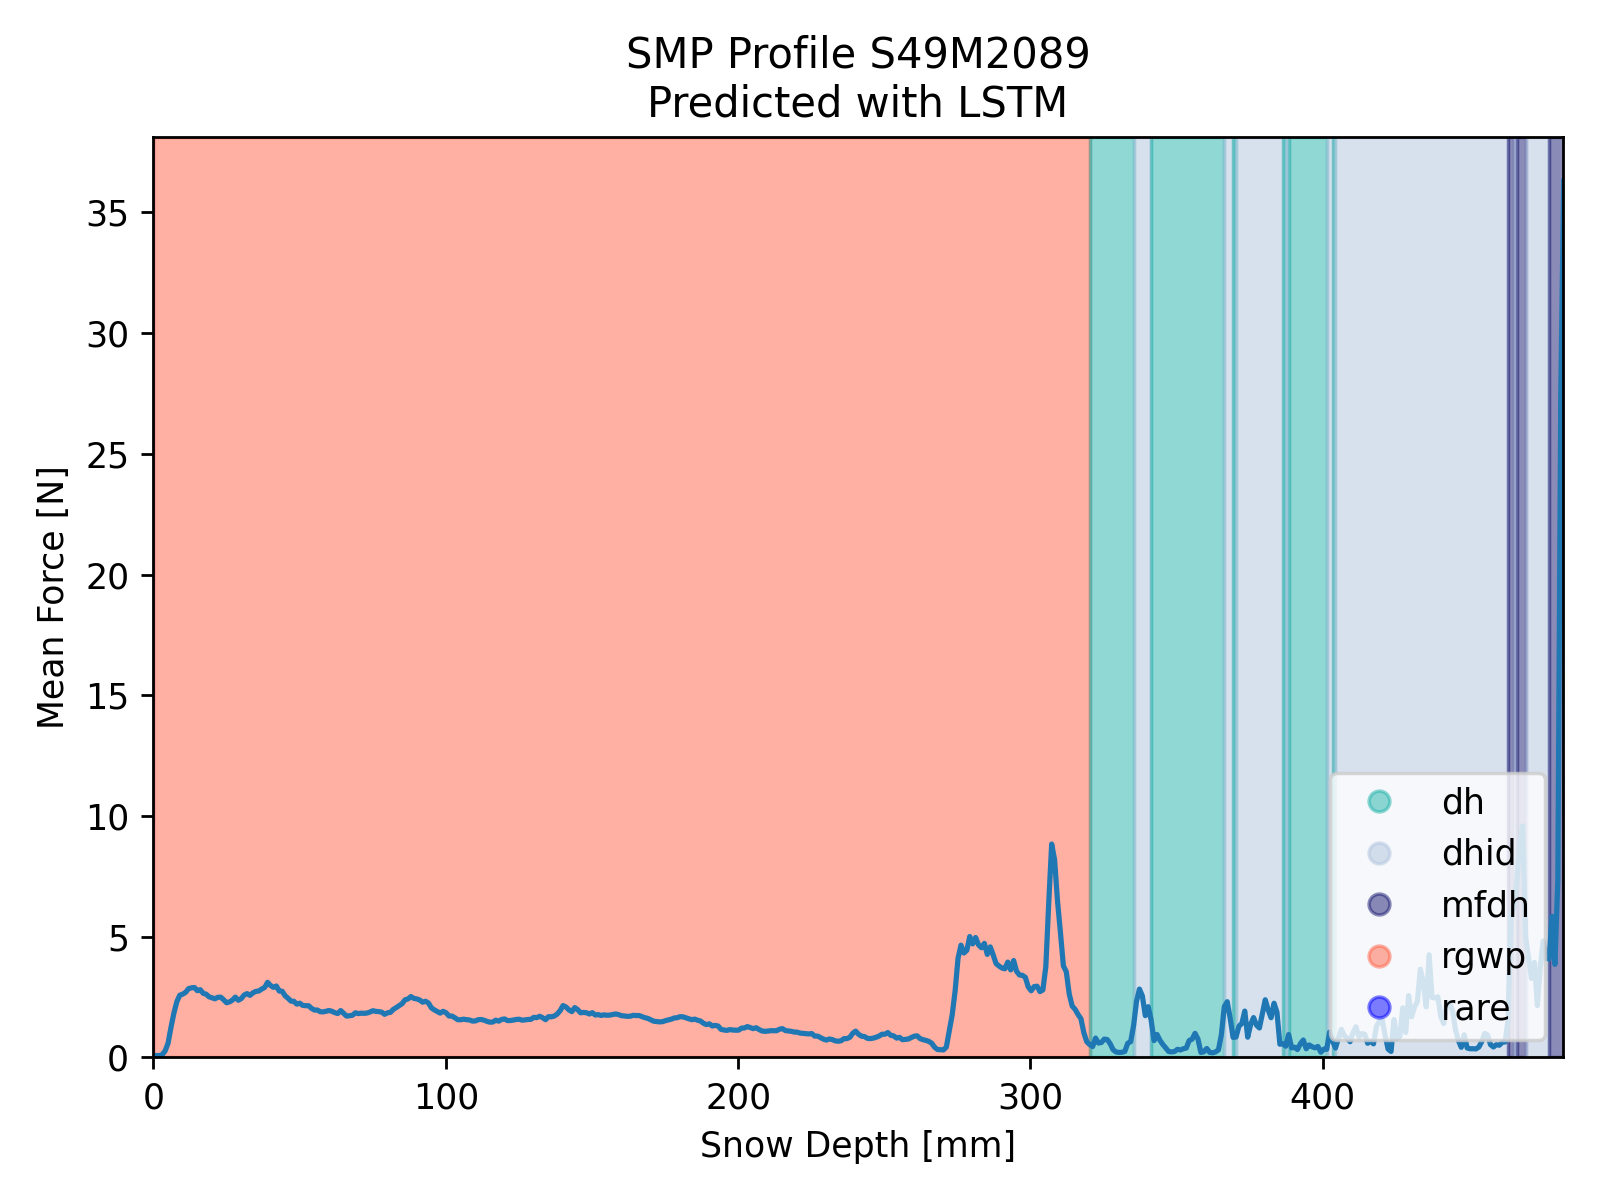 SMP Profile S49M2089
Predicted with LSTM
Mean Force [N]
35
30
25
20
15
10
5
0
0 100 200 300 400
Snow Depth [mm]
dh
dhid
mfdh
rgwp
rare